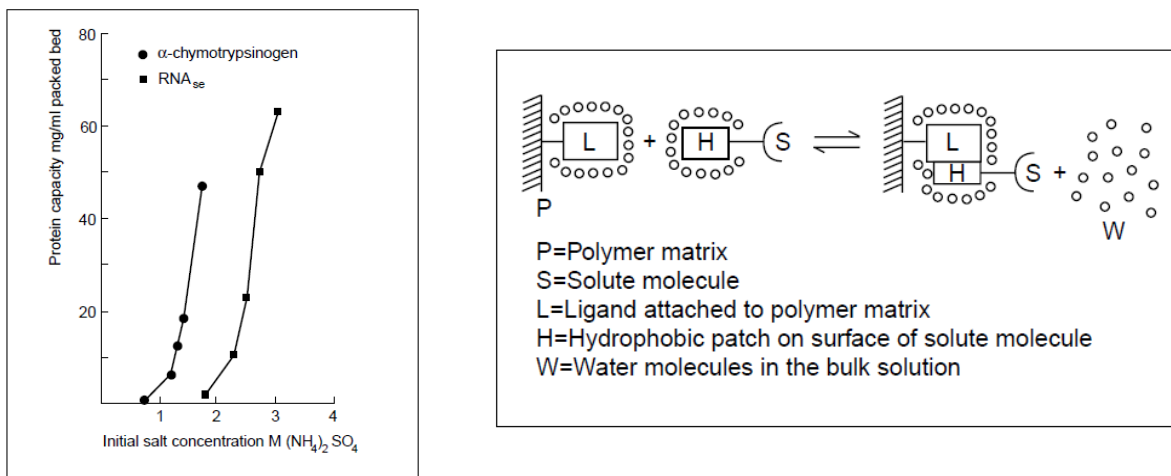 Protein capacity mg/ml packed bed
80
60
40
20
α-chymotrypsinogen
RNAse
1 2 3 4
Initial salt concentration M (NH4)2 SO4
L + H S ⇌ L H S +
P W
P=Polymer matrix
S=Solute molecule
L=Ligand attached to polymer matrix
H=Hydrophobic patch on surface of solute molecule
W=Water molecules in the bulk solution